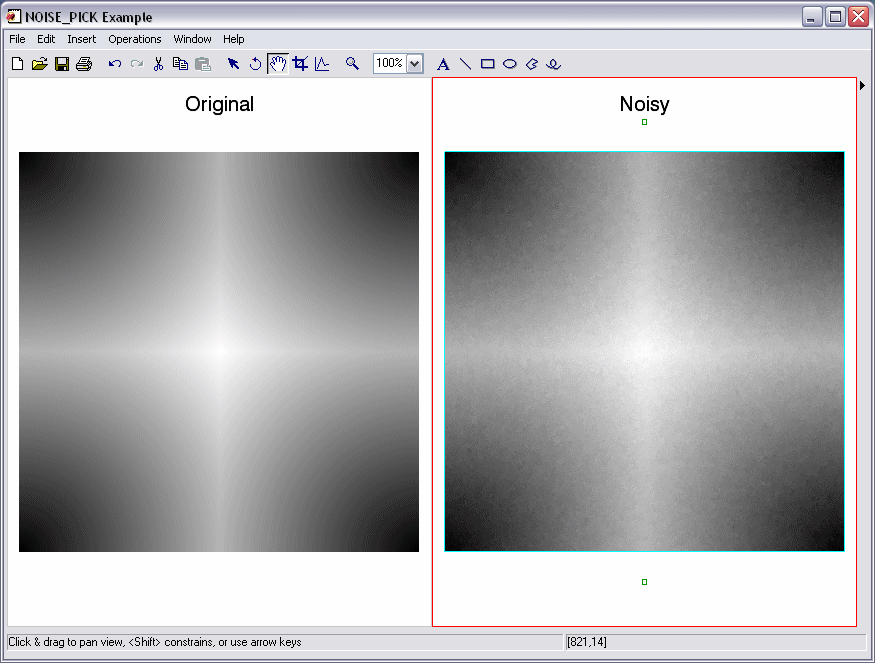 NOISE_PICK Example
File Edit Insert Operations Window Help
100% A
Original
Noisy
Click & drag to pan view, <Shift> constrains, or use arrow keys
[821,14]